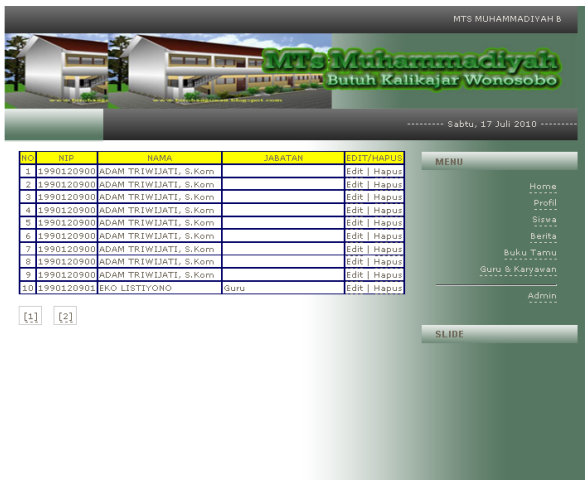 MTS MUHAMMADIYAH B
MTs Muhammadiyah
Butuh Kalikajar Wonosobo
--------- Sabtu, 17 Juli 2010 ---------
NO NIP NAMA JABATAN EDIT/HAPUS
1 1990120900 ADAM TRIWIJATI, S.Kom Edit | Hapus
2 1990120900 ADAM TRIWIJATI, S.Kom Edit | Hapus
3 1990120900 ADAM TRIWIJATI, S.Kom Edit | Hapus
4 1990120900 ADAM TRIWIJATI, S.Kom Edit | Hapus
5 1990120900 ADAM TRIWIJATI, S.Kom Edit | Hapus
6 1990120900 ADAM TRIWIJATI, S.Kom Edit | Hapus
7 1990120900 ADAM TRIWIJATI, S.Kom Edit | Hapus
8 1990120900 ADAM TRIWIJATI, S.Kom Edit | Hapus
9 1990120900 ADAM TRIWIJATI, S.Kom Edit | Hapus
10 1990120901 EKO LISTIYONO Guru Edit | Hapus
[1] [2]
MENU
Home
Profil
Siswa
Berita
Buku Tamu
Guru & Karyawan
Admin
SLIDE